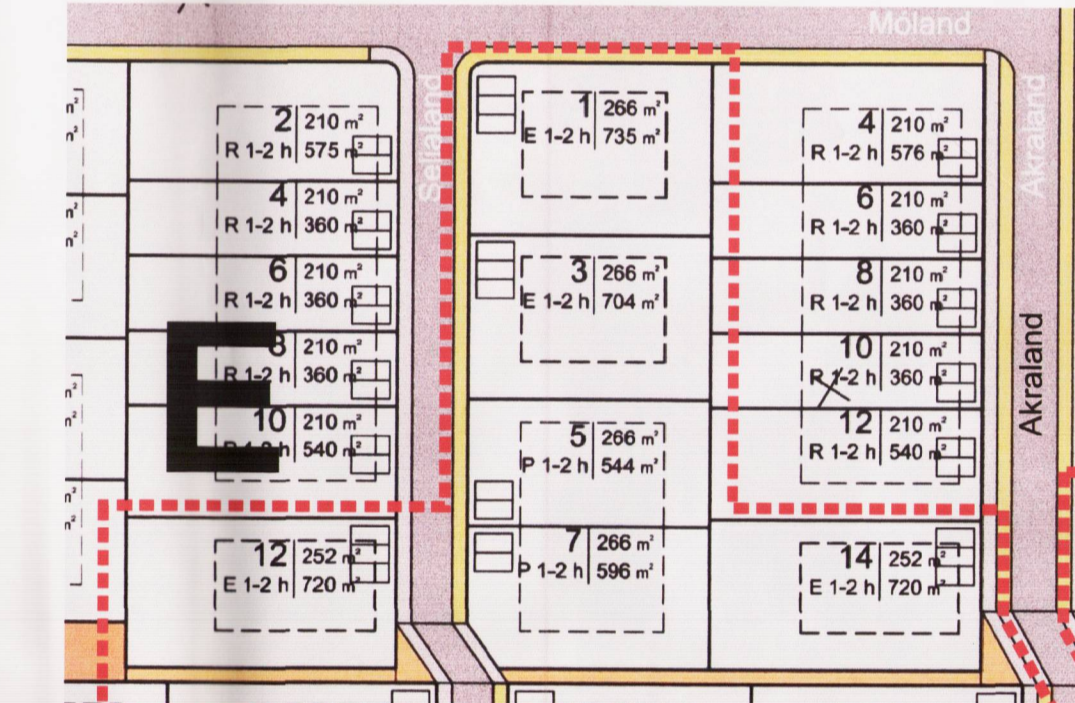 Móland
Seljaland
Akraland
Akraland
E
2 210 m²
R 1-2 h 575 m²
4 210 m²
R 1-2 h 360 m²
6 210 m²
R 1-2 h 360 m²
8 210 m²
R 1-2 h 360 m²
10 210 m²
R 1-2 h 540 m²
12 252 m²
E 1-2 h 720 m²
1 266 m²
E 1-2 h 735 m²
3 266 m²
E 1-2 h 704 m²
5 266 m²
P 1-2 h 544 m²
7 266 m²
P 1-2 h 596 m²
4 210 m²
R 1-2 h 576 m²
6 210 m²
R 1-2 h 360 m²
8 210 m²
R 1-2 h 360 m²
10 210 m²
R 1-2 h 360 m²
12 210 m²
R 1-2 h 540 m²
14 252 m²
E 1-2 h 720 m²